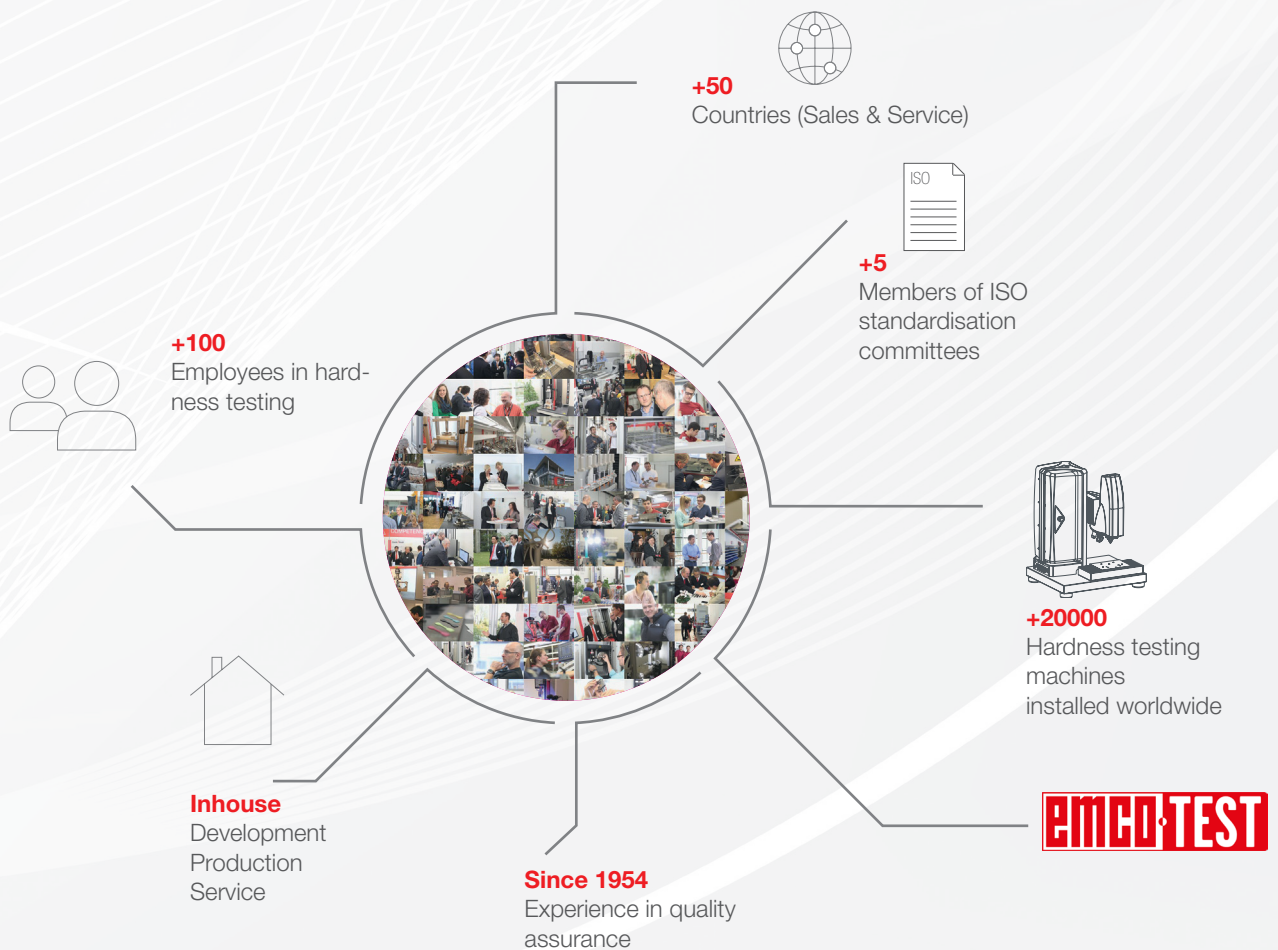 +50
Countries (Sales & Service)
ISO
+5
Members of ISO
standardisation
committees
+100
Employees in hard-
ness testing
+20000
Hardness testing
machines
installed worldwide
Inhouse
Development
Production
Service
emco·TEST
Since 1954
Experience in quality
assurance